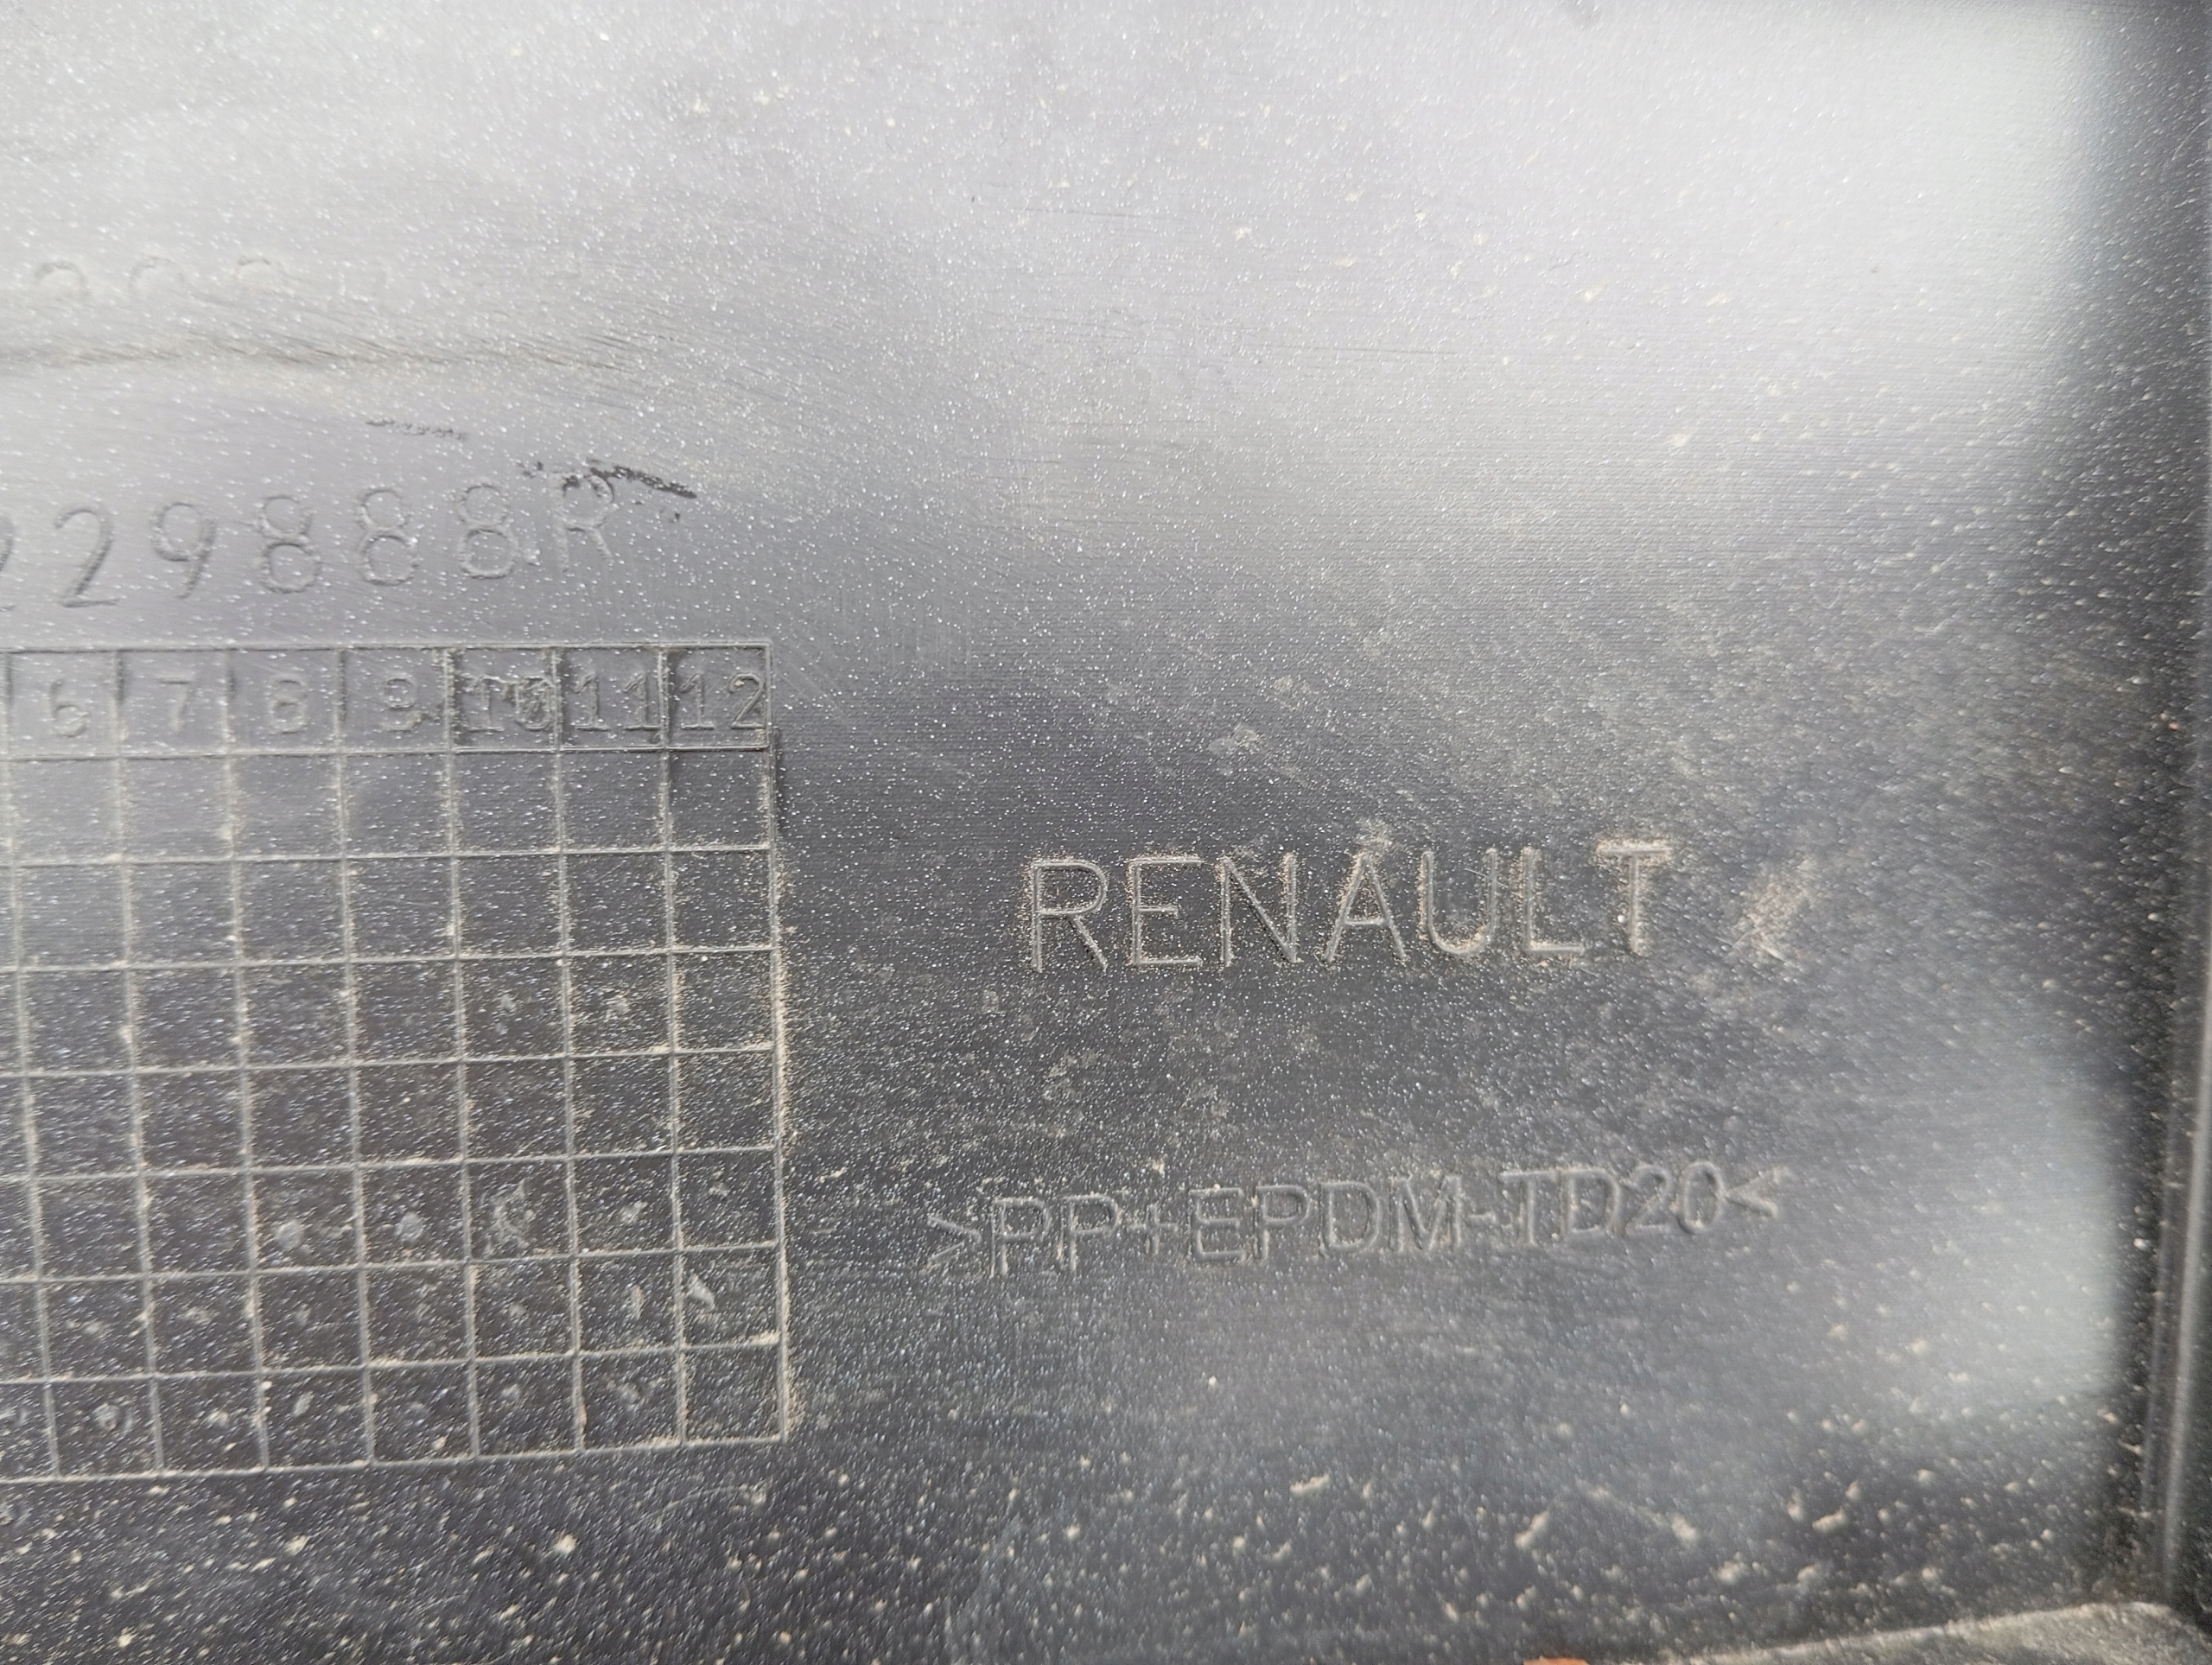 229888R
6 7 8 9 10 11 12
RENAULT
>PP+EPDM-TD20<